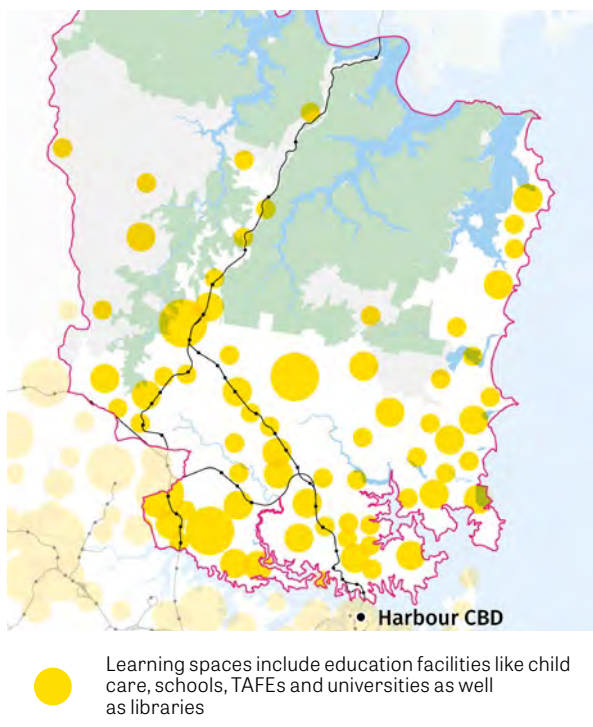 Harbour CBD
Learning spaces include education facilities like child
care, schools, TAFEs and universities as well
as libraries